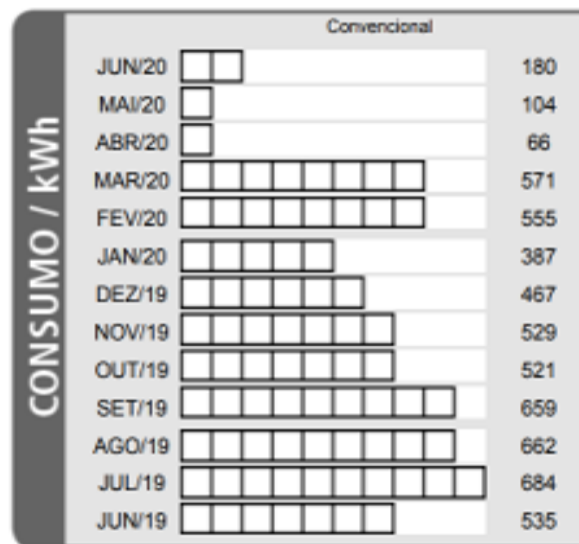 Convencional
CONSUMO / kWh
JUN/20 180
MAI/20 104
ABR/20 66
MAR/20 571
FEV/20 555
JAN/20 387
DEZ/19 467
NOV/19 529
OUT/19 521
SET/19 659
AGO/19 662
JUL/19 684
JUN/19 535